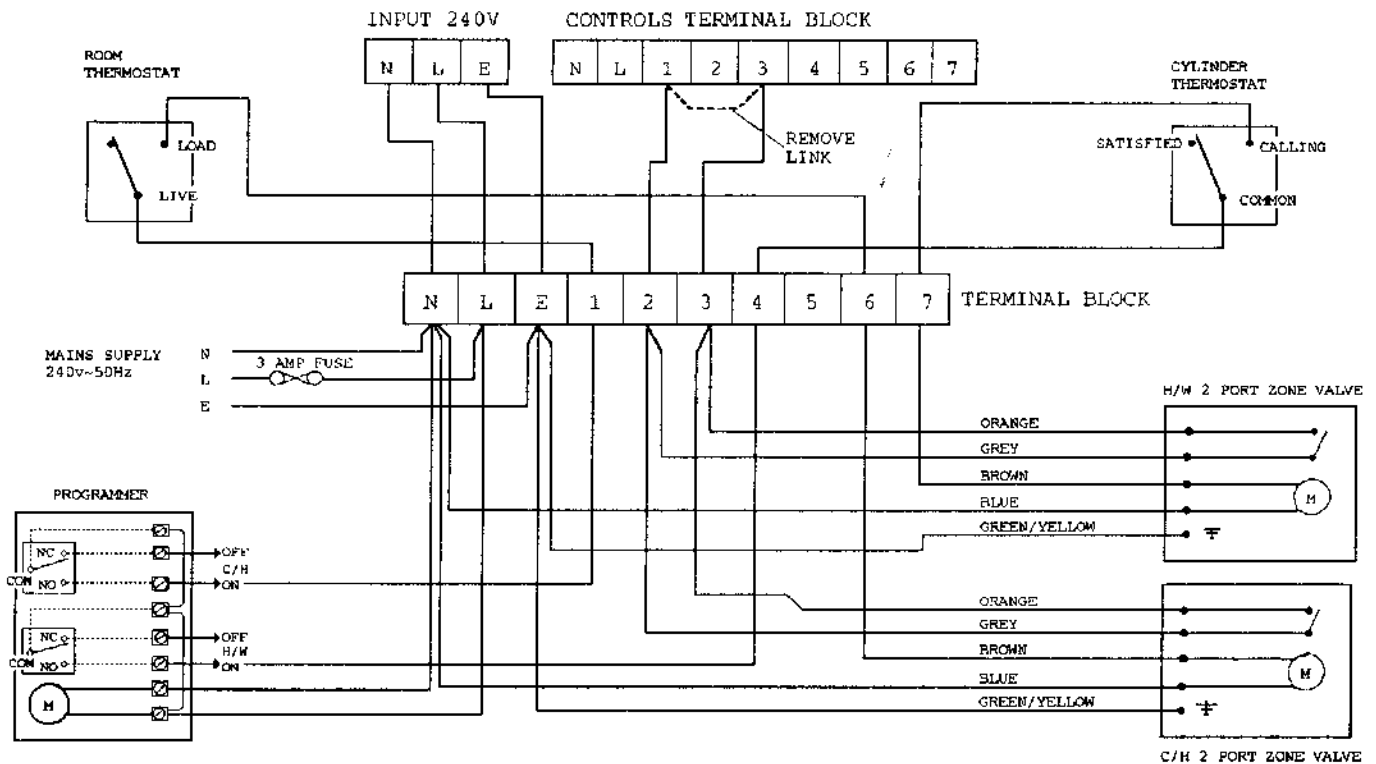 INPUT 240V
CONTROLS TERMINAL BLOCK
N L E
N L 1 2 3 4 5 6 7
ROOM
THERMOSTAT
LOAD
LIVE
REMOVE
LINK
CYLINDER
THERMOSTAT
SATISFIED
CALLING
COMMON
N L E 1 2 3 4 5 6 7
TERMINAL BLOCK
MAINS SUPPLY
240v~50Hz
N
L
E
3 AMP FUSE
H/W 2 PORT ZONE VALVE
ORANGE
GREY
BROWN
BLUE
GREEN/YELLOW
M
PROGRAMMER
NC
COM
NO
OFF
C/H
ON
NC
COM
NO
OFF
H/W
ON
M
ORANGE
GREY
BROWN
BLUE
GREEN/YELLOW
M
C/H 2 PORT ZONE VALVE